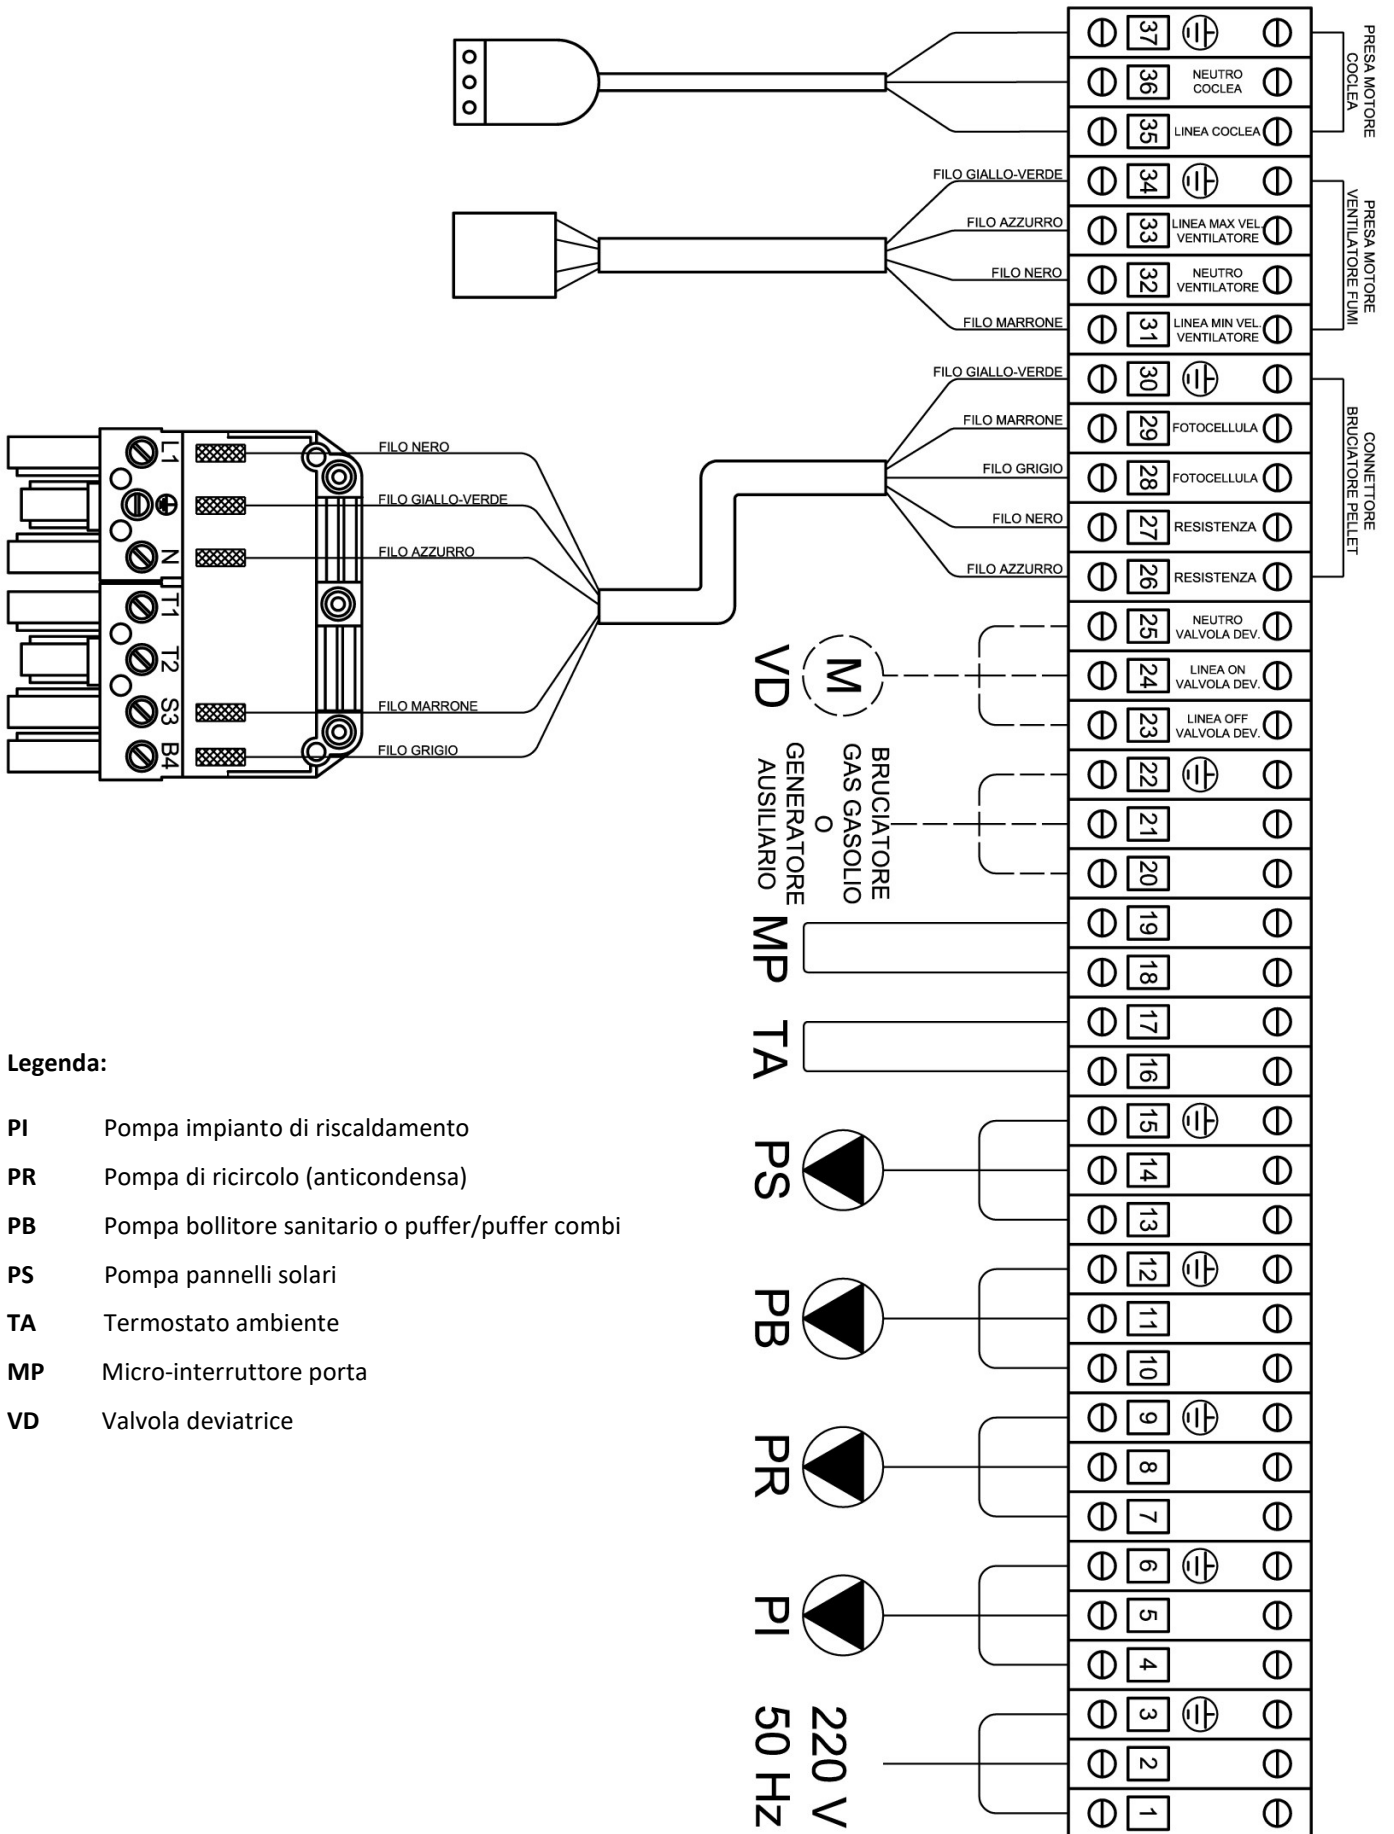 PRESA MOTORE
COCLEA
37
36
NEUTRO
COCLEA
35
LINEA COCLEA
PRESA MOTORE
VENTILATORE FUMI
FILO GIALLO-VERDE
34
FILO AZZURRO
33
LINEA MAX VEL.
VENTILATORE
FILO NERO
32
NEUTRO
VENTILATORE
FILO MARRONE
31
LINEA MIN VEL.
VENTILATORE
CONNETTORE
BRUCIATORE PELLET
FILO GIALLO-VERDE
30
FILO MARRONE
29
FOTOCELLULA
FILO GRIGIO
28
FOTOCELLULA
FILO NERO
27
RESISTENZA
FILO AZZURRO
26
RESISTENZA
L1
FILO NERO
FILO GIALLO-VERDE
N
FILO AZZURRO
T1
T2
S3
FILO MARRONE
B4
FILO GRIGIO
25
NEUTRO
VALVOLA DEV.
24
LINEA ON
VALVOLA DEV.
23
LINEA OFF
VALVOLA DEV.
M
VD
22
21
20
BRUCIATORE
GAS GASOLIO
O
GENERATORE
AUSILIARIO
19
18
MP
17
16
TA
15
14
13
PS
12
11
10
PB
9
8
7
PR
6
5
4
PI
3
2
1
220 V
50 Hz
Legenda:
PI Pompa impianto di riscaldamento
PR Pompa di ricircolo (anticondensa)
PB Pompa bollitore sanitario o puffer/puffer combi
PS Pompa pannelli solari
TA Termostato ambiente
MP Micro-interruttore porta
VD Valvola deviatrice